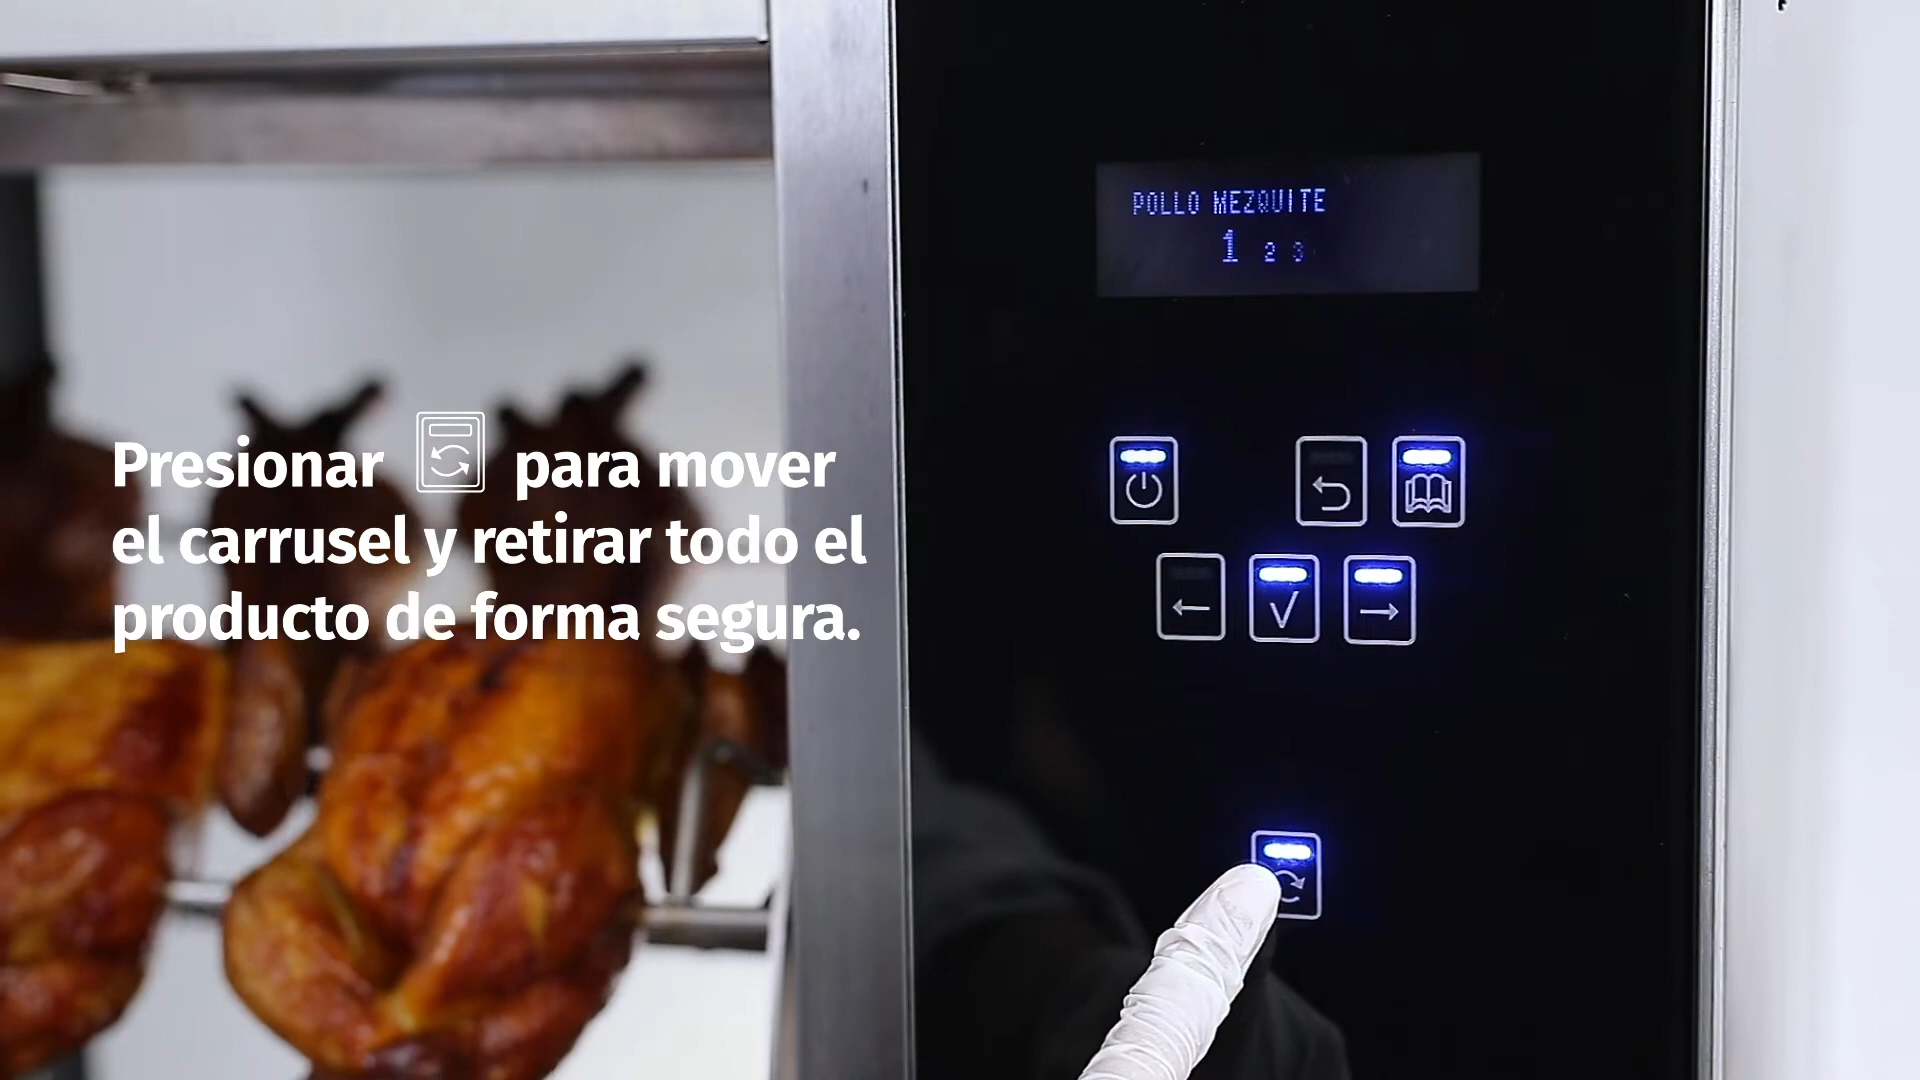 Presionar para mover
el carrusel y retirar todo el
producto de forma segura.
POLLO MEZQUITE
1 2 3